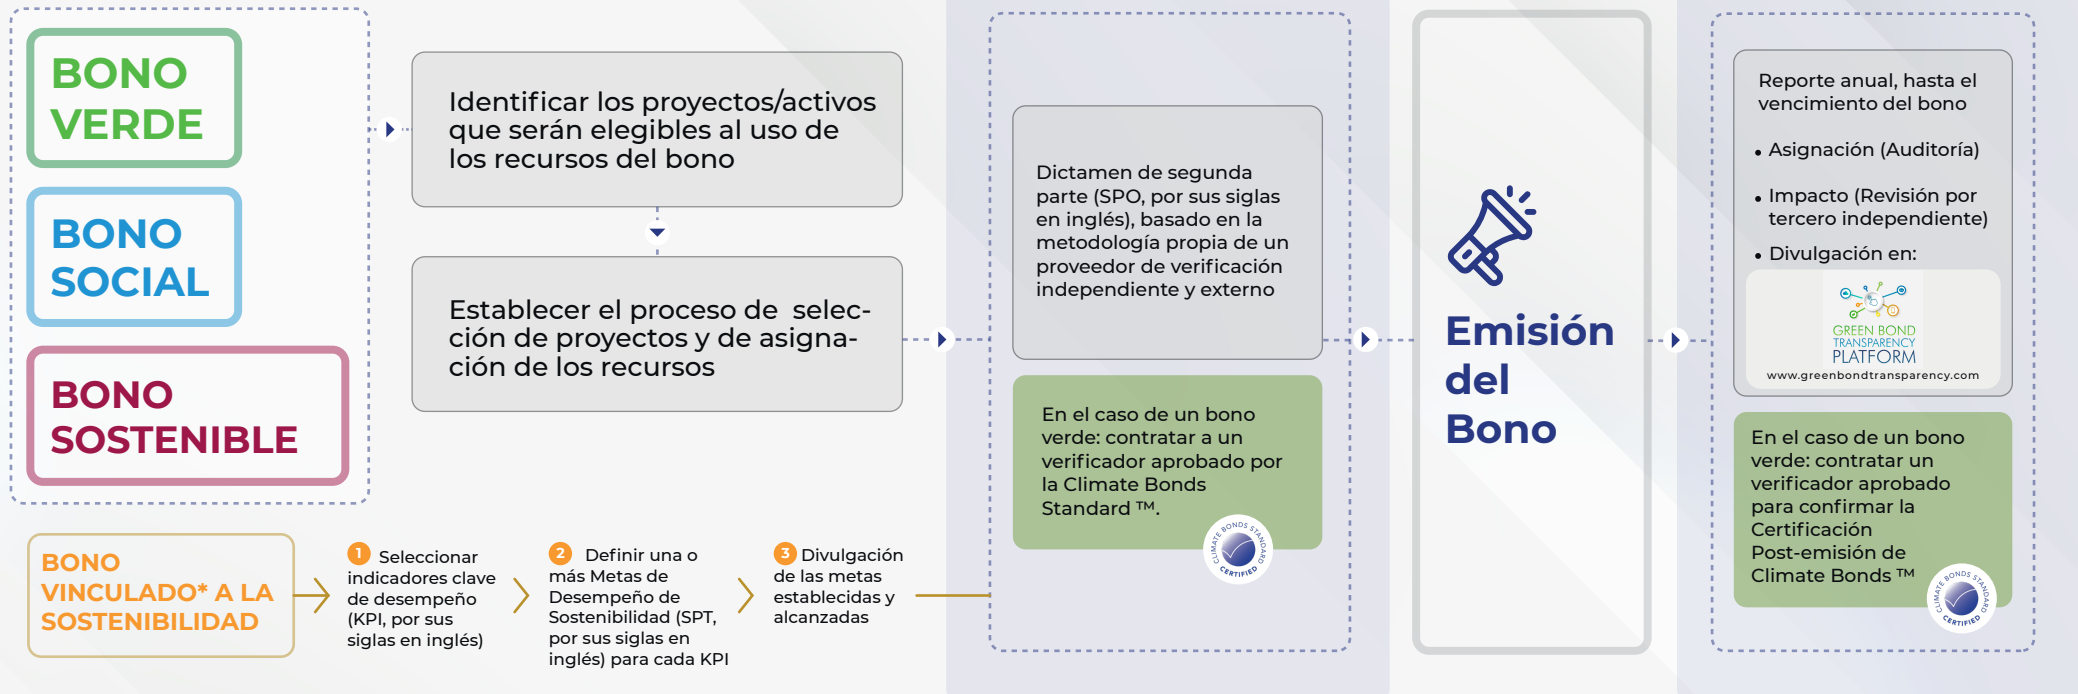 BONO
VERDE
BONO
SOCIAL
BONO
SOSTENIBLE
Identificar los proyectos/activos
que serán elegibles al uso de
los recursos del bono
Establecer el proceso de selec-
ción de proyectos y de asigna-
ción de los recursos
BONO
VINCULADO* A LA
SOSTENIBILIDAD
1 Seleccionar
indicadores clave
de desempeño
(KPI, por sus
siglas en inglés)
2 Definir una o
más Metas de
Desempeño de
Sostenibilidad (SPT,
por sus siglas en
inglés) para cada KPI
3 Divulgación
de las metas
establecidas y
alcanzadas
Dictamen de segunda
parte (SPO, por sus siglas
en inglés), basado en la
metodología propia de un
proveedor de verificación
independiente y externo
En el caso de un bono
verde: contratar a un
verificador aprobado por
la Climate Bonds
Standard ™.
CLIMATE BONDS STANDARD
CERTIFIED
Emisión
del
Bono
Reporte anual, hasta el
vencimiento del bono
• Asignación (Auditoría)
• Impacto (Revisión por
tercero independiente)
• Divulgación en:
GREEN BOND
TRANSPARENCY
PLATFORM
www.greenbondtransparency.com
En el caso de un bono
verde: contratar un
verificador aprobado
para confirmar la
Certificación
Post-emisión de
Climate Bonds ™
CLIMATE BONDS STANDARD
CERTIFIED